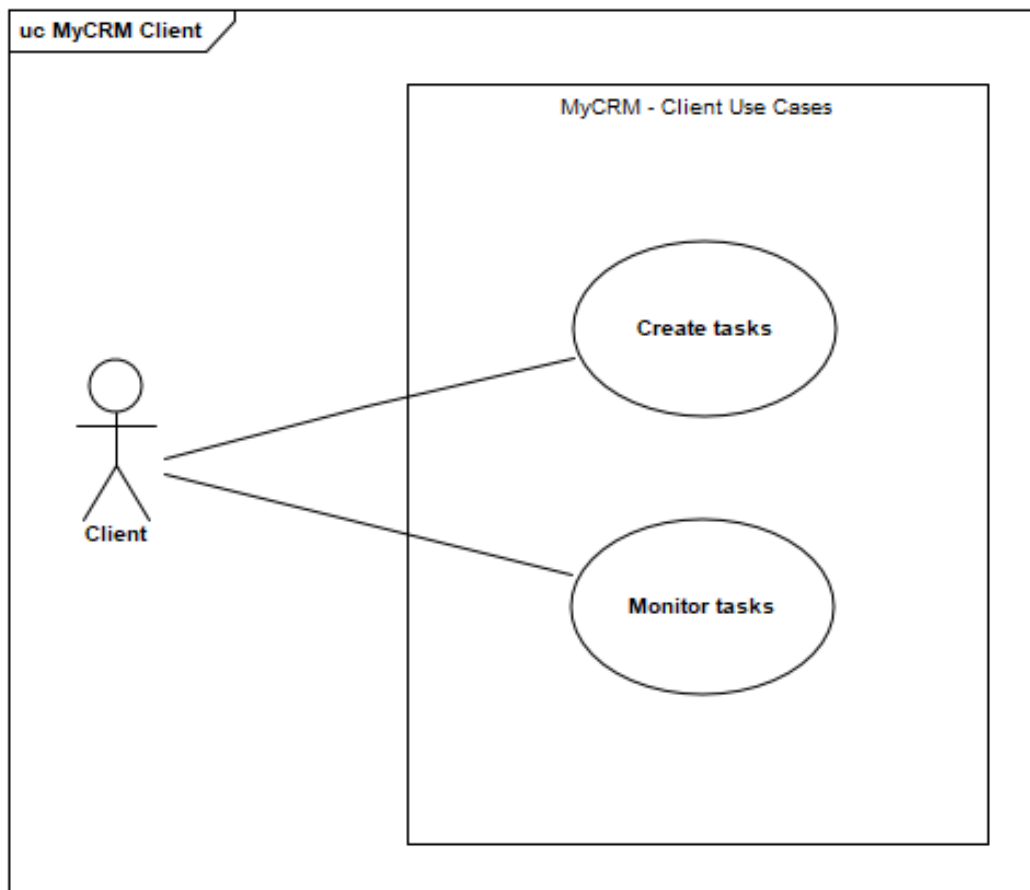 uc MyCRM Client
MyCRM - Client Use Cases
Create tasks
Client
Monitor tasks